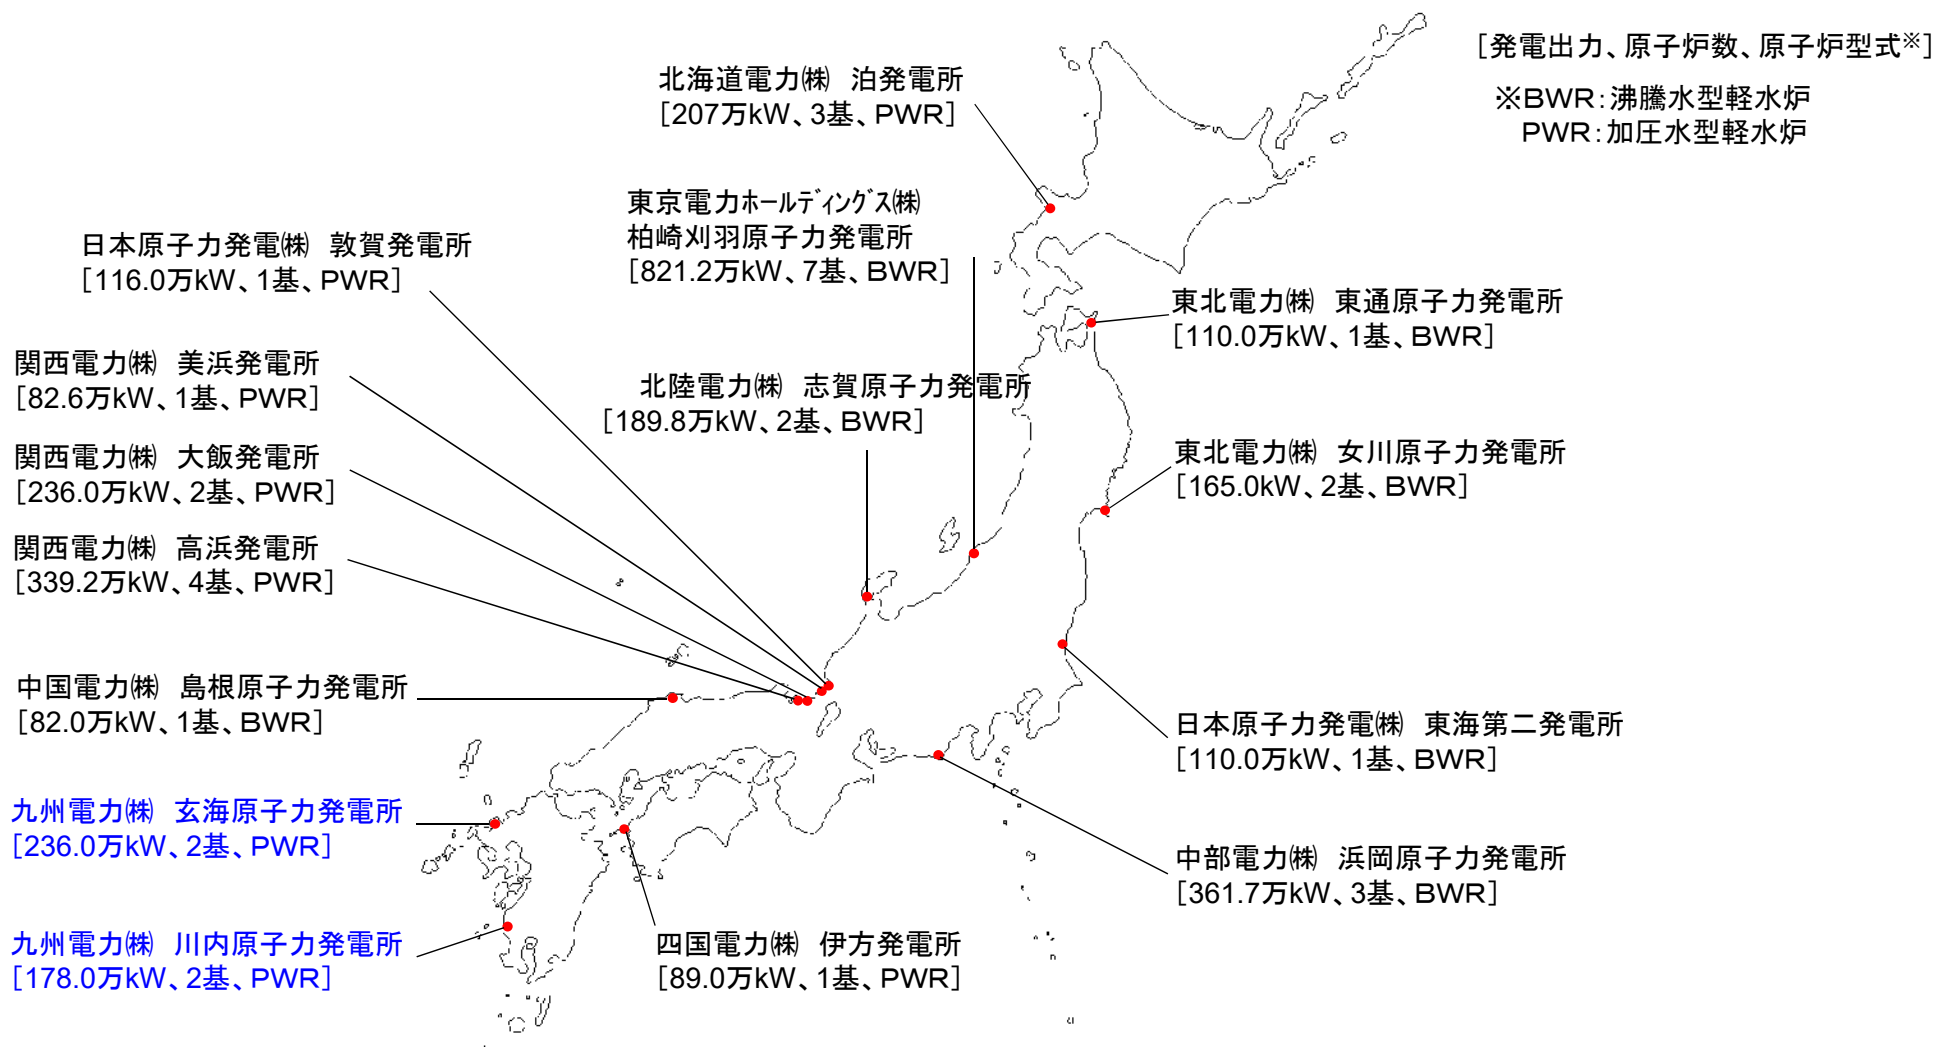 [発電出力、原子炉数、原子炉型式※]
※BWR:沸騰水型軽水炉
PWR:加圧水型軽水炉
北海道電力㈱ 泊発電所
[207万kW、3基、PWR]
東京電力ホールディングス㈱
柏崎刈羽原子力発電所
[821.2万kW、7基、BWR]
日本原子力発電㈱ 敦賀発電所
[116.0万kW、1基、PWR]
東北電力㈱ 東通原子力発電所
[110.0万kW、1基、BWR]
関西電力㈱ 美浜発電所
[82.6万kW、1基、PWR]
北陸電力㈱ 志賀原子力発電所
[189.8万kW、2基、BWR]
関西電力㈱ 大飯発電所
[236.0万kW、2基、PWR]
東北電力㈱ 女川原子力発電所
[165.0kW、2基、BWR]
関西電力㈱ 高浜発電所
[339.2万kW、4基、PWR]
中国電力㈱ 島根原子力発電所
[82.0万kW、1基、BWR]
日本原子力発電㈱ 東海第二発電所
[110.0万kW、1基、BWR]
九州電力㈱ 玄海原子力発電所
[236.0万kW、2基、PWR]
中部電力㈱ 浜岡原子力発電所
[361.7万kW、3基、BWR]
九州電力㈱ 川内原子力発電所
[178.0万kW、2基、PWR]
四国電力㈱ 伊方発電所
[89.0万kW、1基、PWR]